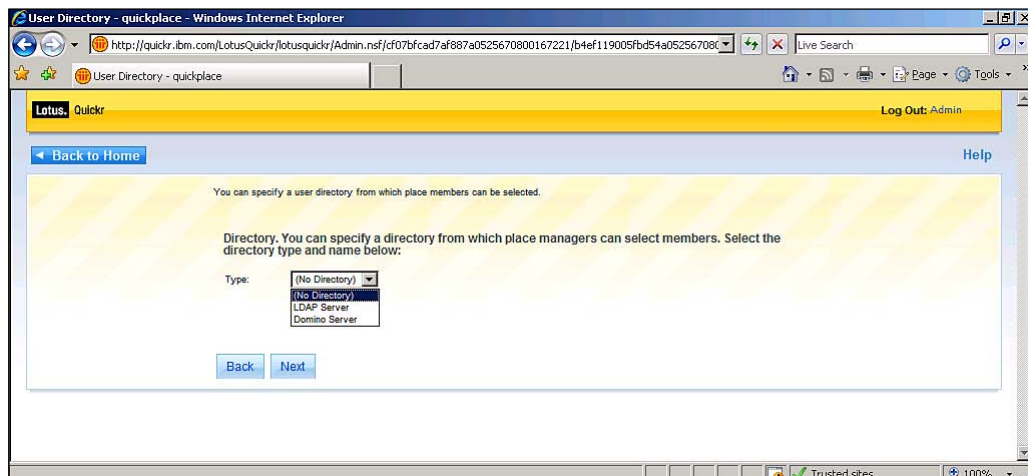 User Directory - quickplace - Windows Internet Explorer
http://quickr.ibm.com/LotusQuickr/lotusquickr/Admin.nsf/cf07bfcad7af887a0525670800167221/b4ef119005fbd54a05256708
Live Search
User Directory - quickplace
Page
Tools
Lotus. Quickr
Log Out: Admin
Back to Home
Help
You can specify a user directory from which place members can be selected.
Directory. You can specify a directory from which place managers can select members. Select the
directory type and name below:
Type:
(No Directory)
(No Directory)
LDAP Server
Domino Server
Back
Next
Trusted sites
100%